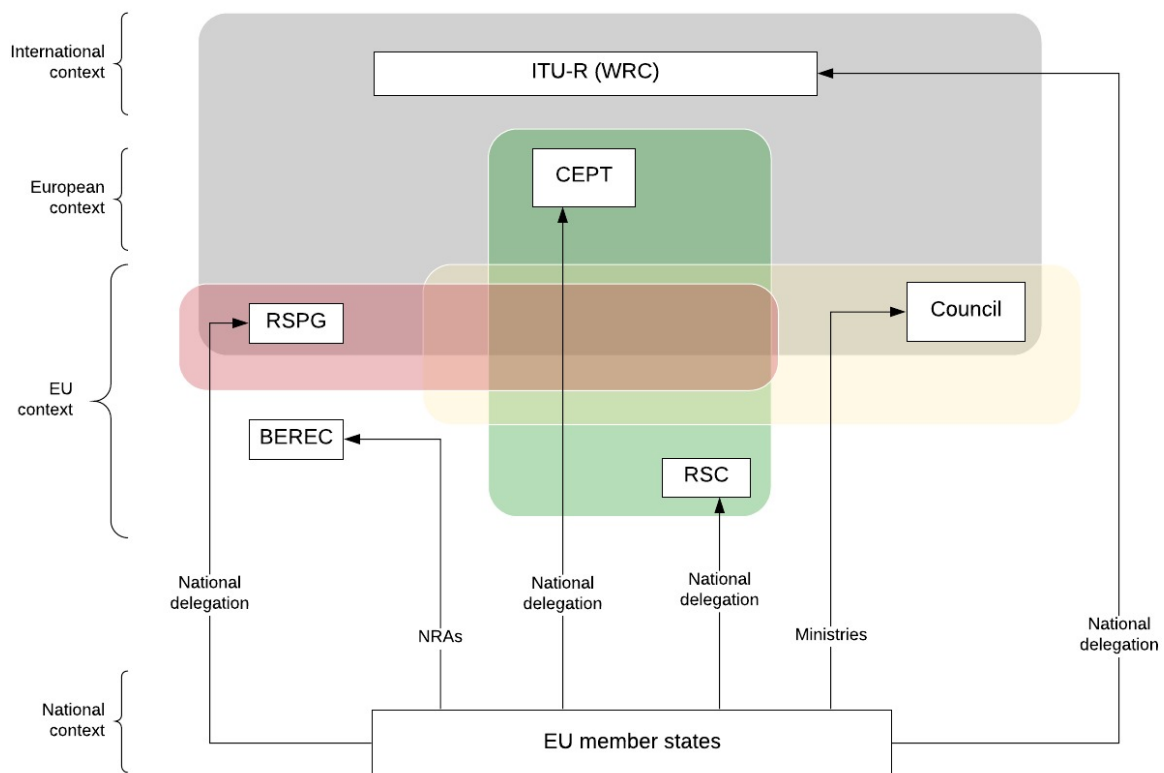 International
context
ITU-R (WRC)
European
context
CEPT
EU
context
RSPG
Council
BEREC
RSC
National
delegation
NRAs
National
delegation
National
delegation
Ministries
National
delegation
National
context
EU member states